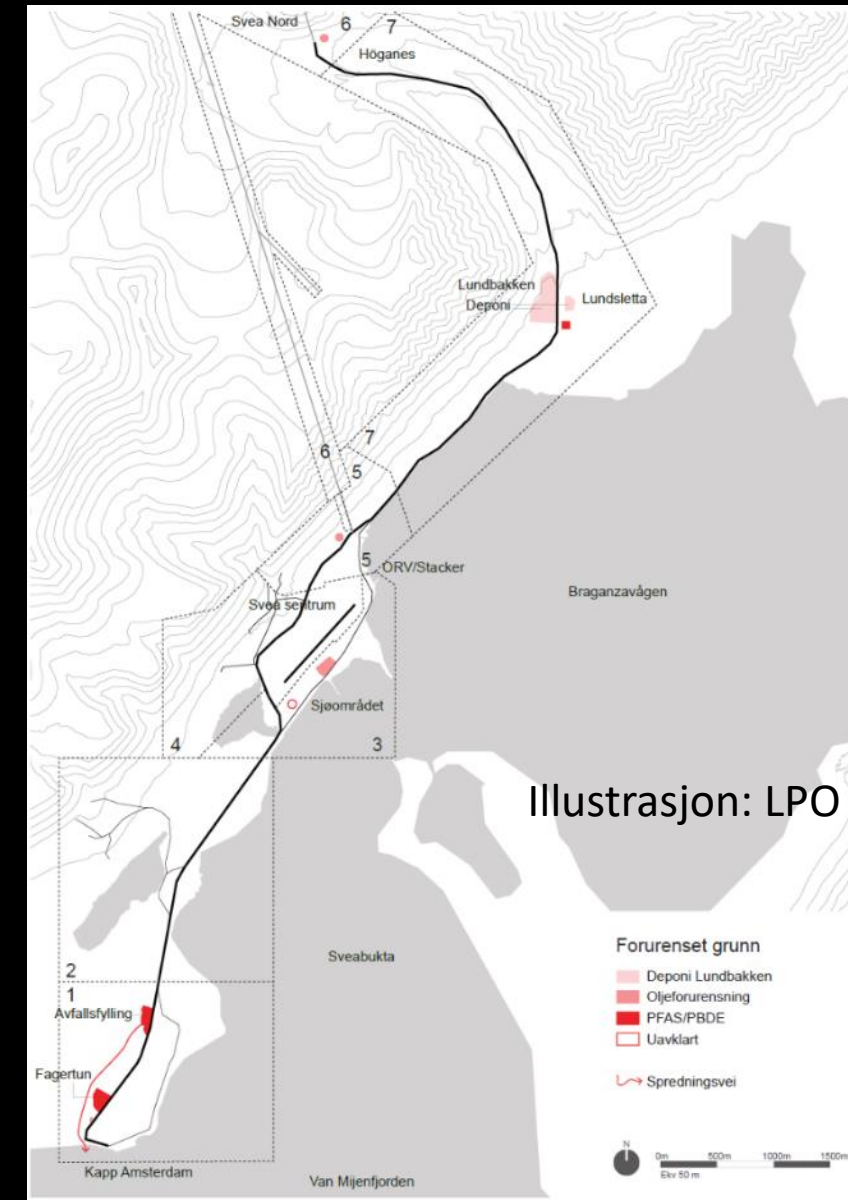 Svea Nord
6
7
Höganes
Lundbakken
Deponi
Lundsletta
7
6
5
5
ORV/Stacker
Svea sentrum
Braganzavågen
Sjøområdet
4
3
Illustrasjon: LPO
2
1
Sveabukta
Avfallsfylling
Fagertun
Kapp Amsterdam
Van Mijenfjorden
Forurenset grunn
Deponi Lundbakken
Oljeforurensning
PFAS/PBDE
Uavklart
Spredningsvei
N
0m 500m 1000m 1500m
Ekv 50 m